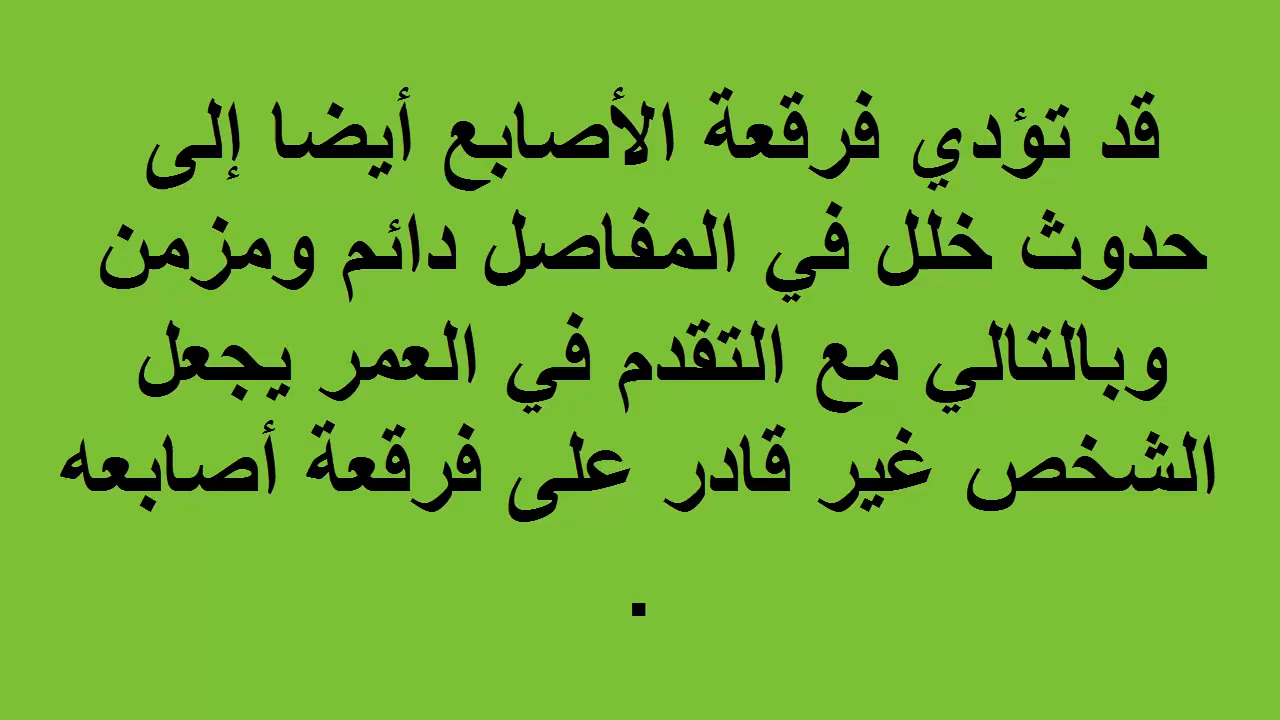 قد تؤدي فرقعة الأصابع أيضا إلى
حدوث خلل في المفاصل دائم ومزمن
وبالتالي مع التقدم في العمر يجعل
الشخص غير قادر على فرقعة أصابعه
.